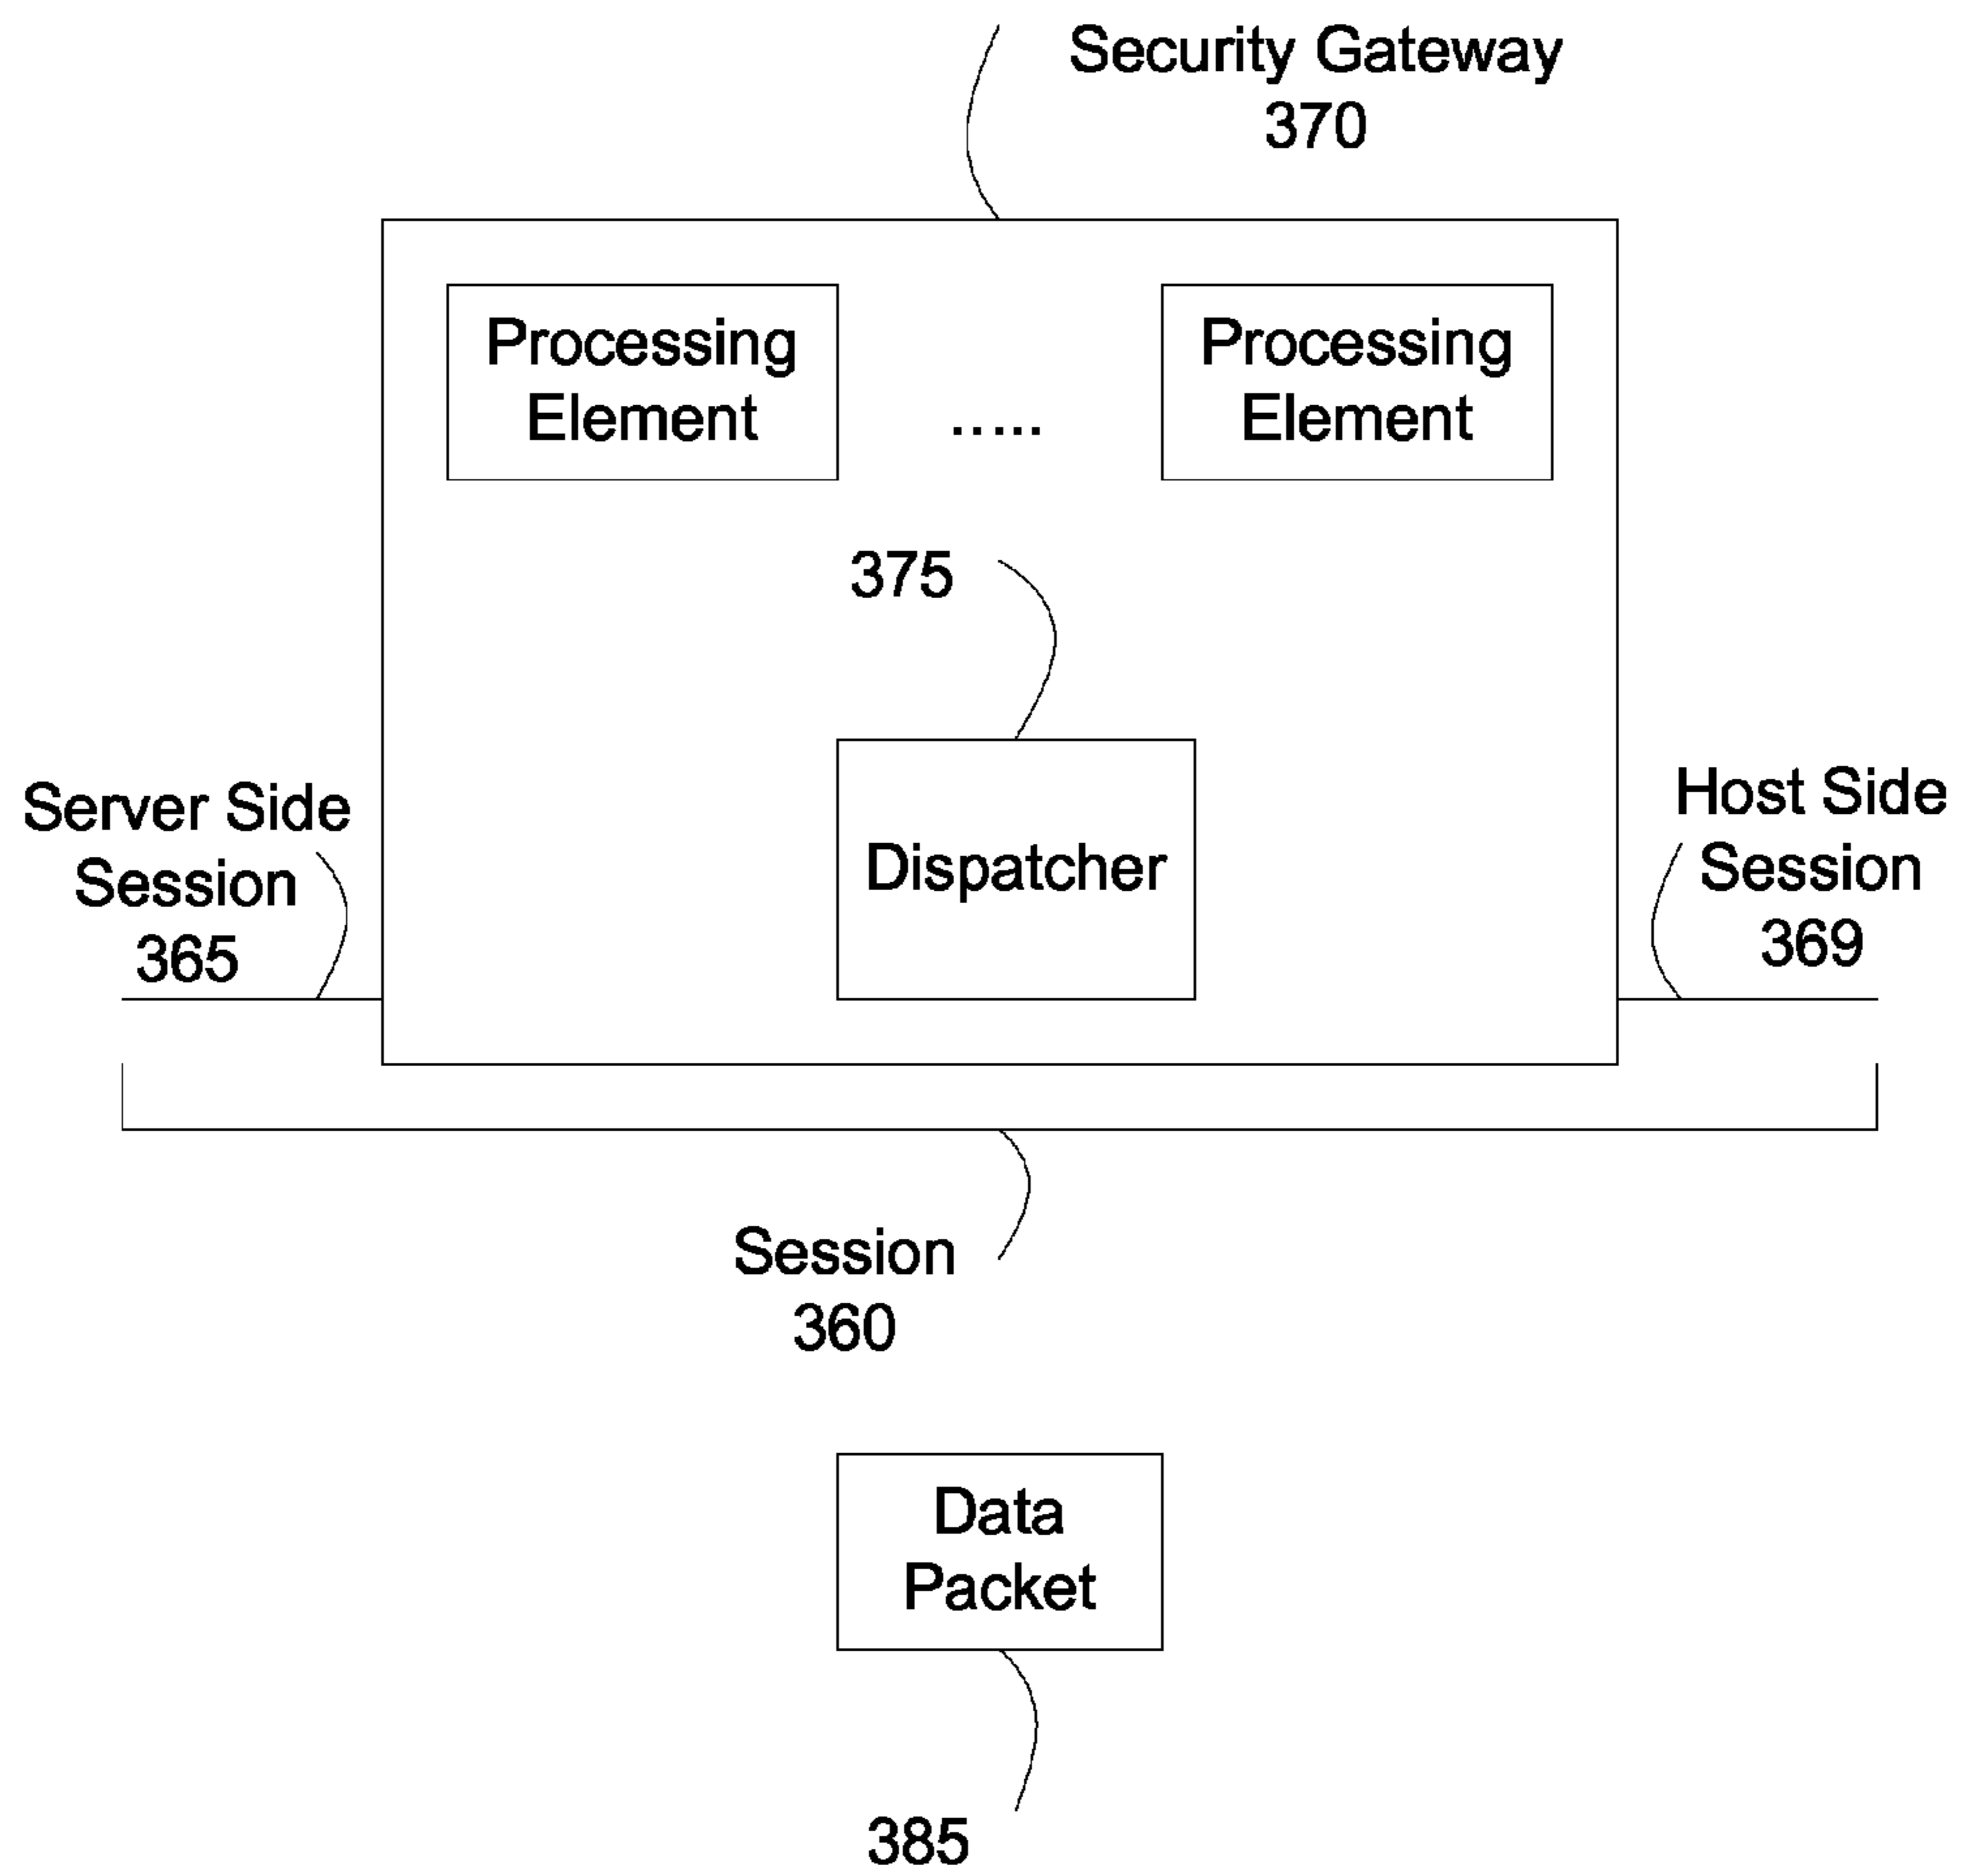 Security Gateway
370
Processing
Element
.....
Processing
Element
375
Server Side
Session
365
Dispatcher
Host Side
Session
369
Session
360
Data
Packet
385